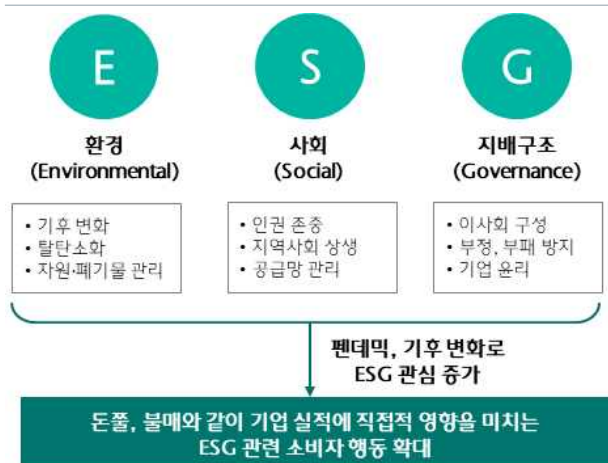 E
S
G
환경
(Environmental)
사회
(Social)
지배구조
(Governance)
• 기후 변화
• 탈탄소화
• 자원·폐기물 관리
• 인권 존중
• 지역사회 상생
• 공급망 관리
• 이사회 구성
• 부정, 부패 방지
• 기업 윤리
펜데믹, 기후 변화로
ESG 관심 증가
돈쭐, 불매와 같이 기업 실적에 직접적 영향을 미치는
ESG 관련 소비자 행동 확대